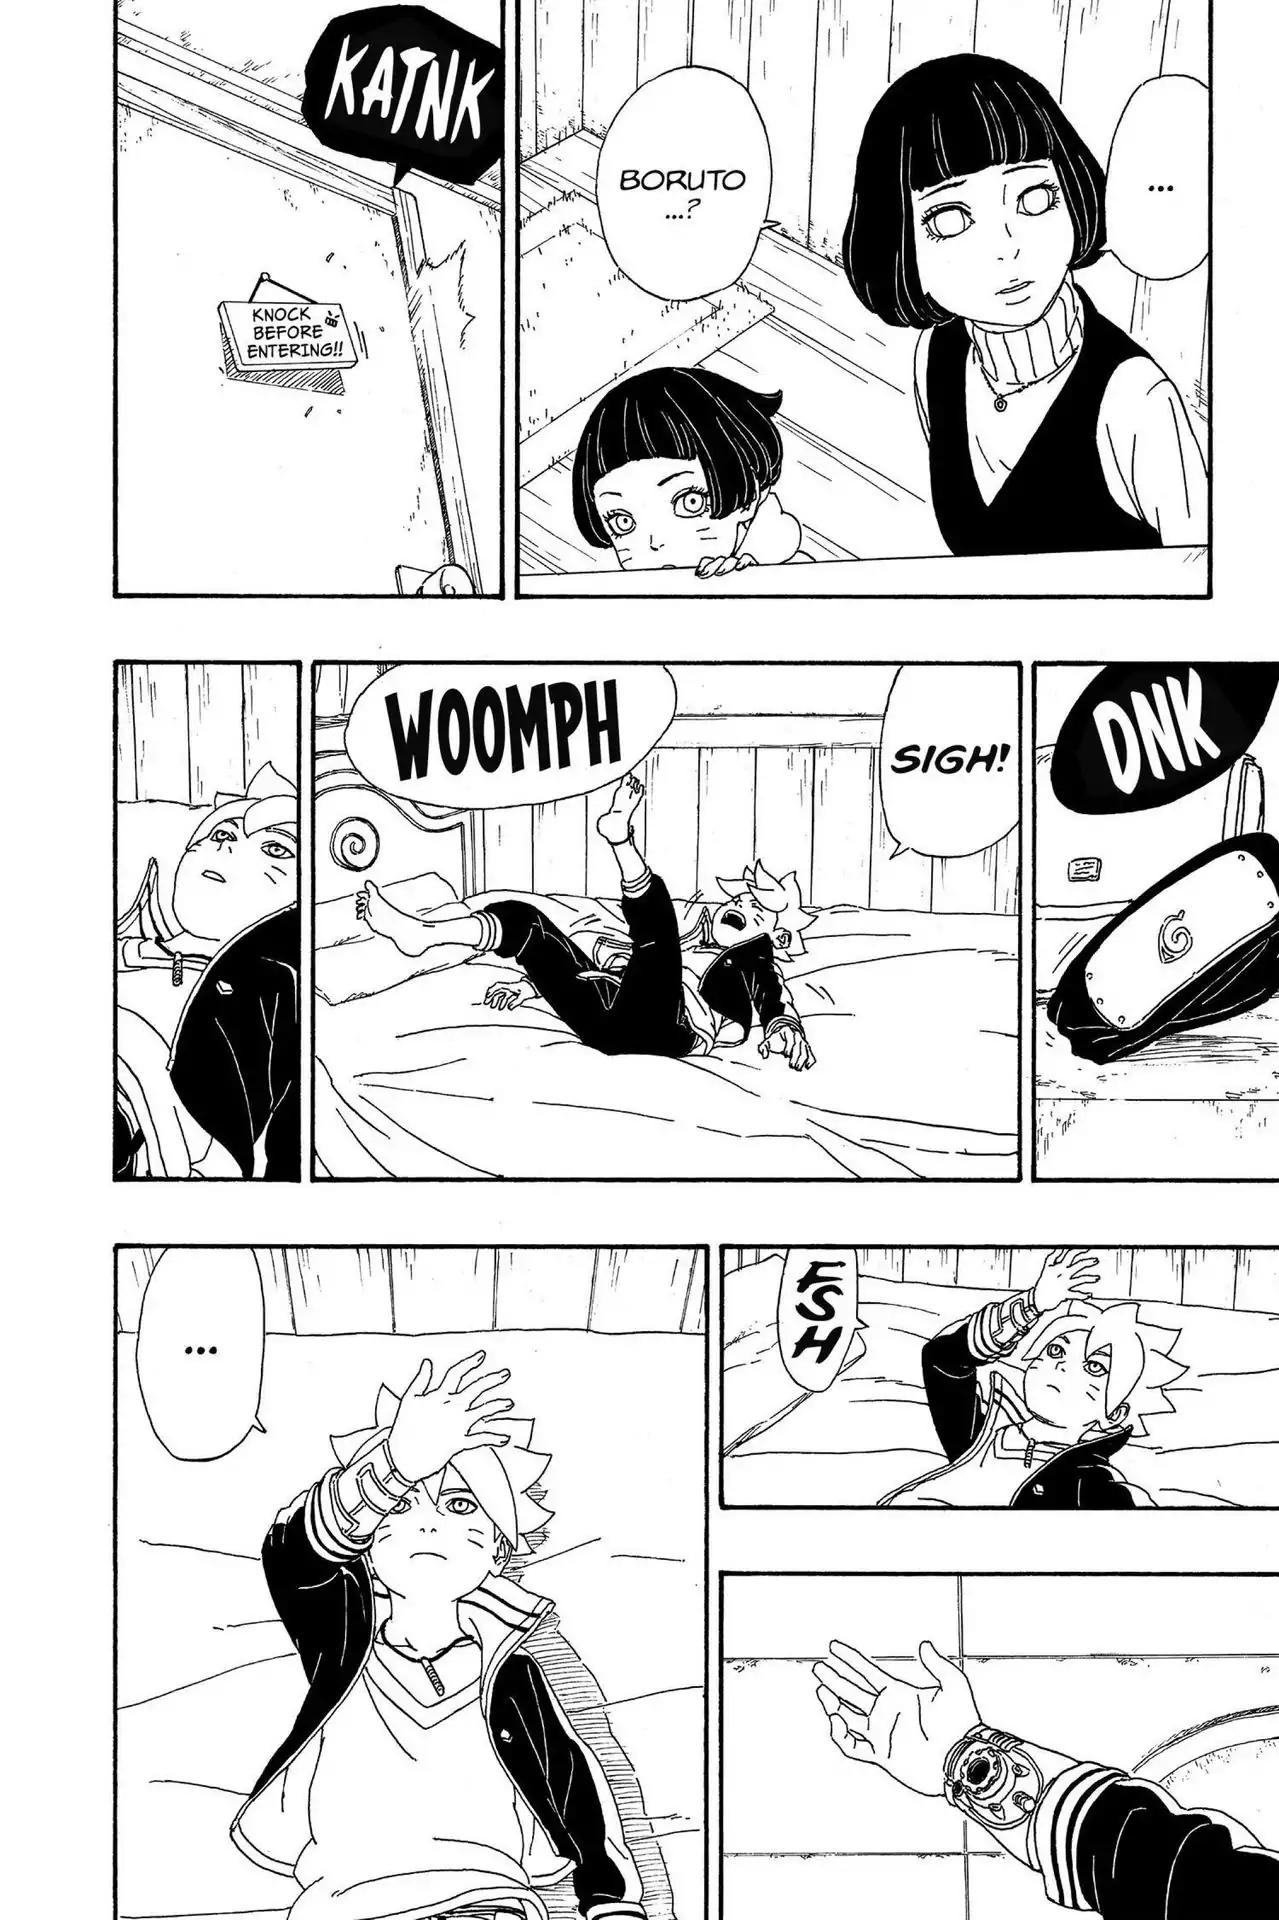 ...
BORUTO
...?
KATNK
KNOCK
BEFORE
ENTERING!!
DNK
SIGH!
WOOMPH
FSH
...